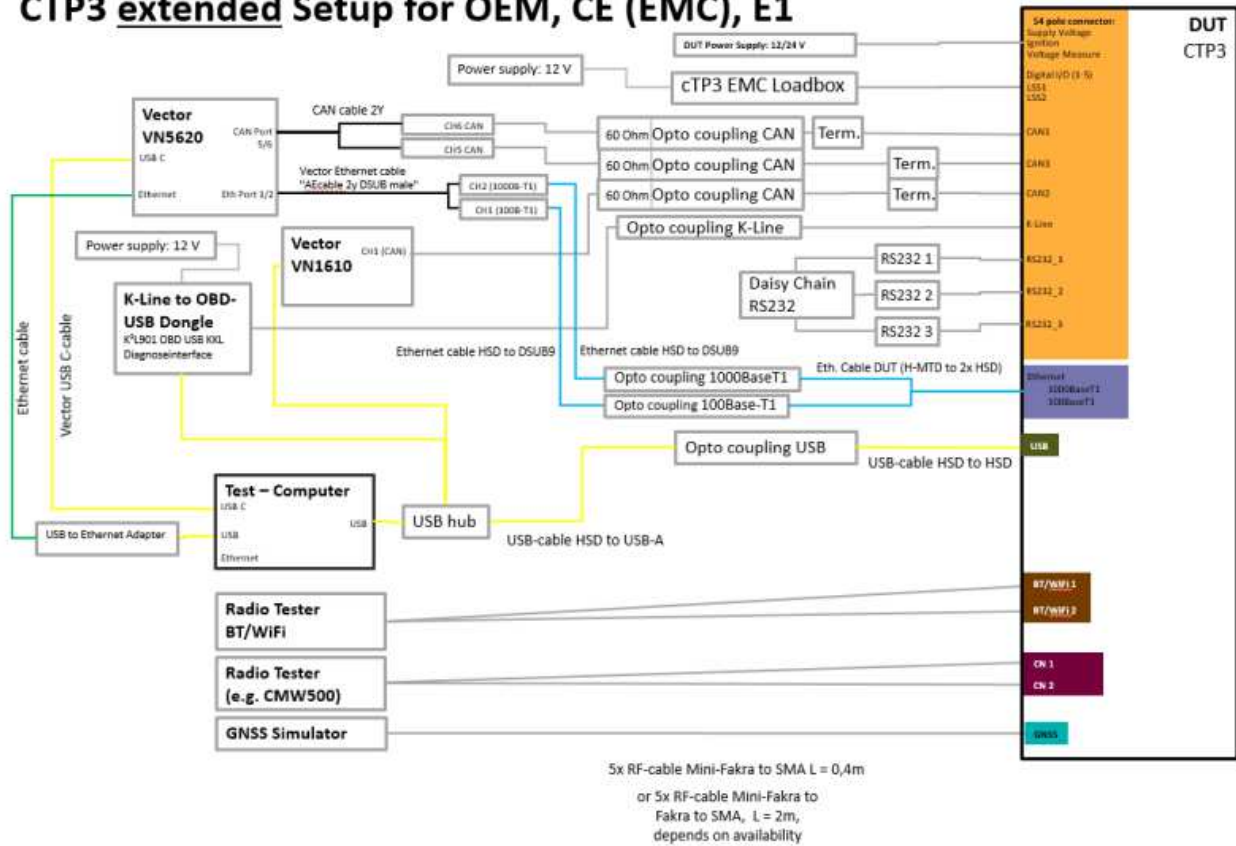 CTP3 extended Setup for OEM, CE (EMC), E1
DUT
CTP3
54 pole connector:
Supply Voltage
Ignition
Voltage Measure
Digital I/O (1-5)
LSS1
LSS2
CAN1
CAN3
CAN2
K-Line
RS232_1
RS232_2
RS232_3
DUT Power Supply: 12/24 V
Power supply: 12 V
cTP3 EMC Loadbox
Vector
VN5620
CAN Port
5/6
USB C
Ethernet
Eth Port 1/2
CAN cable 2Y
CH6 CAN
CH5 CAN
60 Ohm Opto coupling CAN
Term.
60 Ohm Opto coupling CAN
Term.
60 Ohm Opto coupling CAN
Term.
Vector Ethernet cable
"AEcable 2y DSUB male"
CH2 (1000B-T1)
CH1 (100B-T1)
Opto coupling K-Line
Power supply: 12 V
Vector
VN1610
CH1 (CAN)
K-Line to OBD-
USB Dongle
K²L901 OBD USB KKL
Diagnoseinterface
Daisy Chain
RS232
RS232 1
RS232 2
RS232 3
Ethernet cable
Vector USB C-cable
Ethernet cable HSD to DSUB9
Ethernet cable HSD to DSUB9
Eth. Cable DUT (H-MTD to 2x HSD)
Opto coupling 1000BaseT1
Opto coupling 100Base-T1
Ethernet
1000BaseT1
100BaseT1
Opto coupling USB
USB
USB-cable HSD to HSD
Test – Computer
USB C
USB
USB
Ethernet
USB hub
USB to Ethernet Adapter
USB-cable HSD to USB-A
Radio Tester
BT/WiFi
BT/WiFi 1
BT/WiFi 2
Radio Tester
(e.g. CMW500)
CN 1
CN 2
GNSS Simulator
GNSS
5x RF-cable Mini-Fakra to SMA L = 0,4m
or 5x RF-cable Mini-Fakra to
Fakra to SMA, L = 2m,
depends on availability